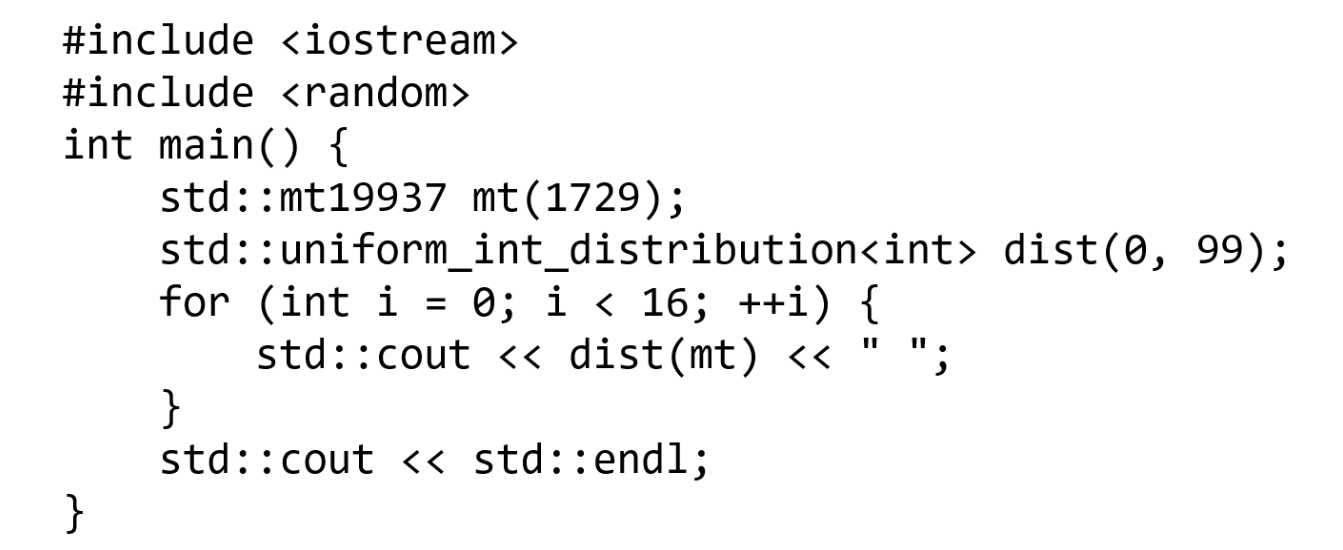 #include <iostream>
#include <random>
int main() {
    std::mt19937 mt(1729);
    std::uniform_int_distribution<int> dist(0, 99);
    for (int i = 0; i < 16; ++i) {
        std::cout << dist(mt) << " ";
    }
    std::cout << std::endl;
}